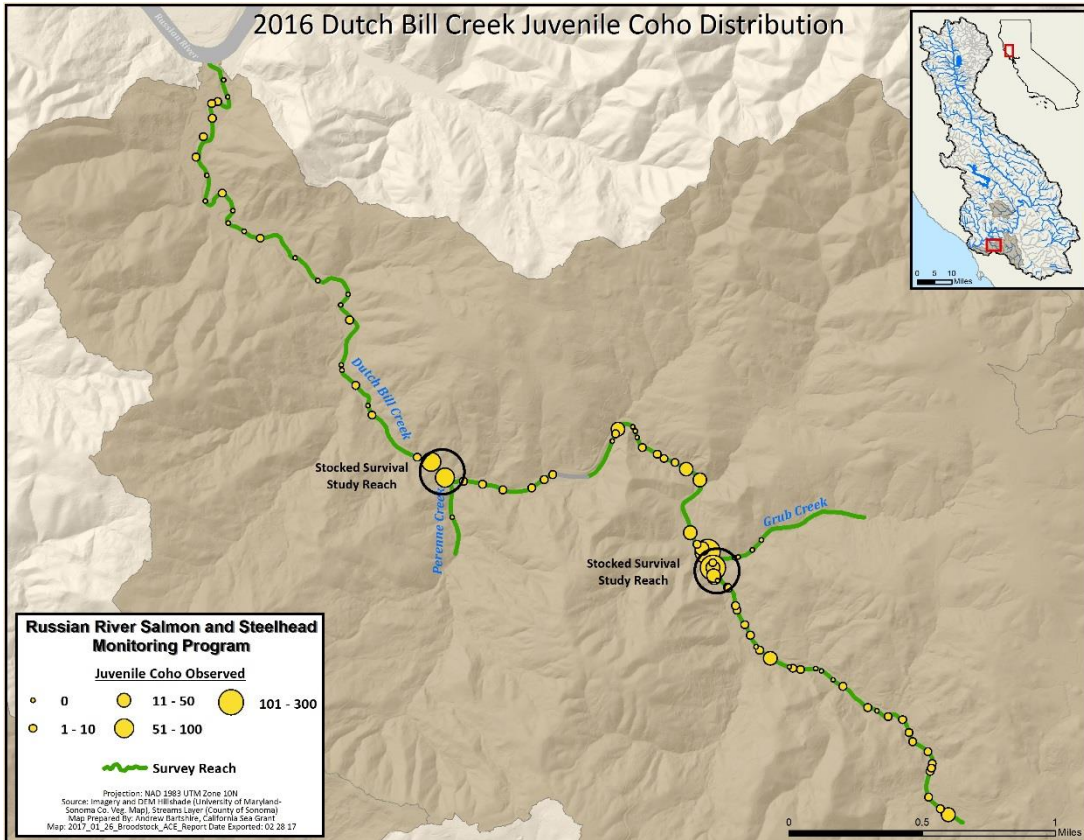 2016 Dutch Bill Creek Juvenile Coho Distribution
Russian River
0 5 10
Miles
Dutch Bill Creek
Stocked Survival
Study Reach
Perenne Creek
Grub Creek
Stocked Survival
Study Reach
Russian River Salmon and Steelhead
Monitoring Program
Juvenile Coho Observed
0 11 - 50 101 - 300
1 - 10 51 - 100
Survey Reach
Projection: NAD 1983 UTM Zone 10N
Source: Imagery and DEM Hillshade (University of Maryland-
Sonoma Co. Veg. Map), Streams Layer (County of Sonoma)
Map Prepared By: Andrew Bartshire, California Sea Grant
Map: 2017_01_26_Broodstock_ACE_Report Date Exported: 02 28 17
0 0.5 1
Miles